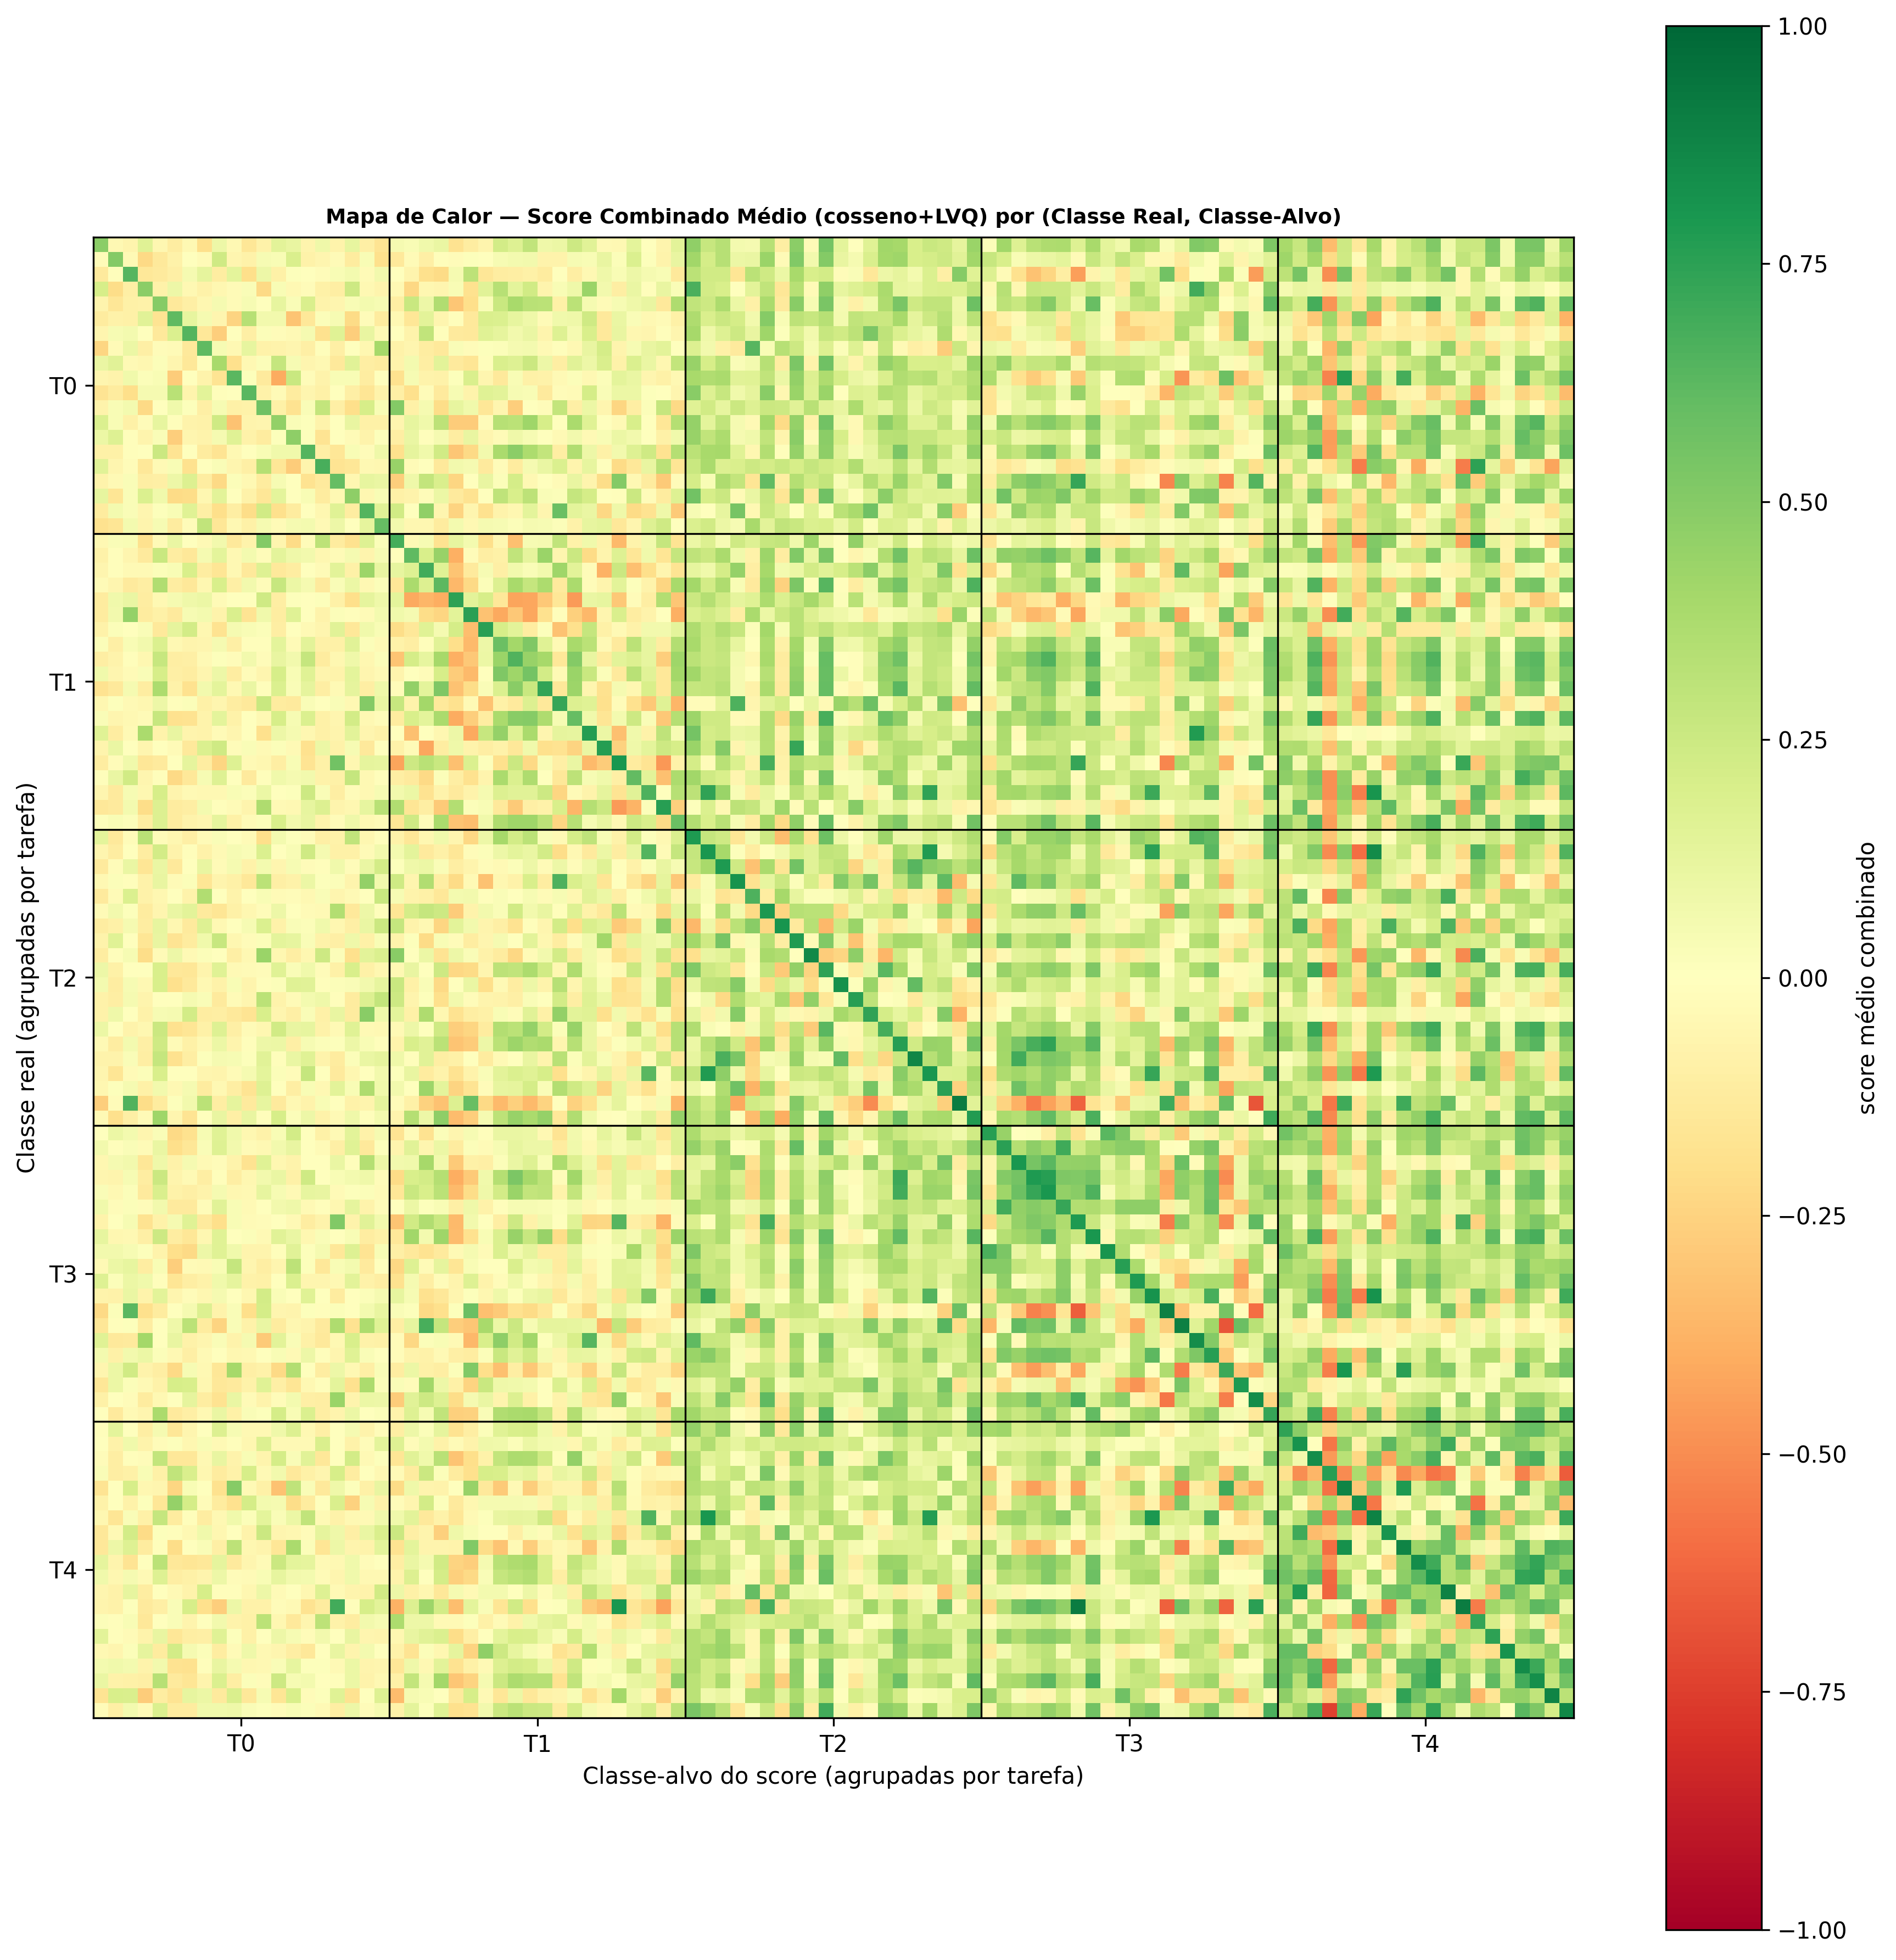 Mapa de Calor — Score Combinado Médio (cosseno+LVQ) por (Classe Real, Classe-Alvo)
Classe real (agrupadas por tarefa)
T0
T1
T2
T3
T4
T0
T1
T2
T3
T4
Classe-alvo do score (agrupadas por tarefa)
1.00
0.75
0.50
0.25
0.00
−0.25
−0.50
−0.75
−1.00
score médio combinado